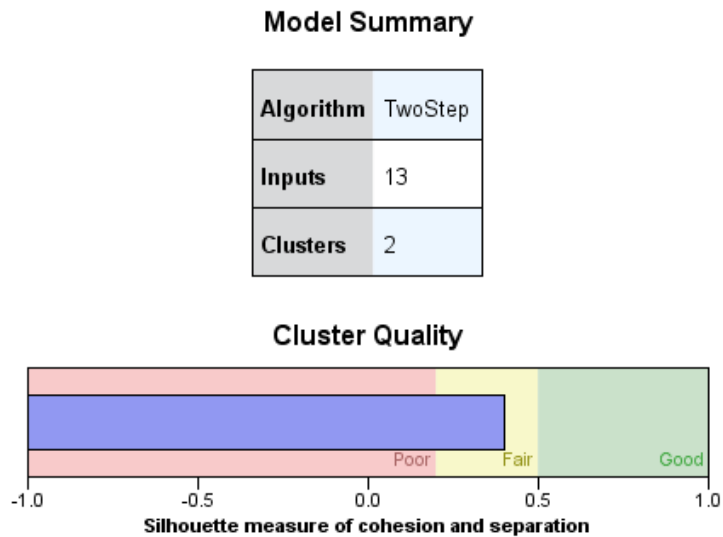 Model Summary
Algorithm TwoStep
Inputs 13
Clusters 2
Cluster Quality
Poor Fair Good
-1.0 -0.5 0.0 0.5 1.0
Silhouette measure of cohesion and separation